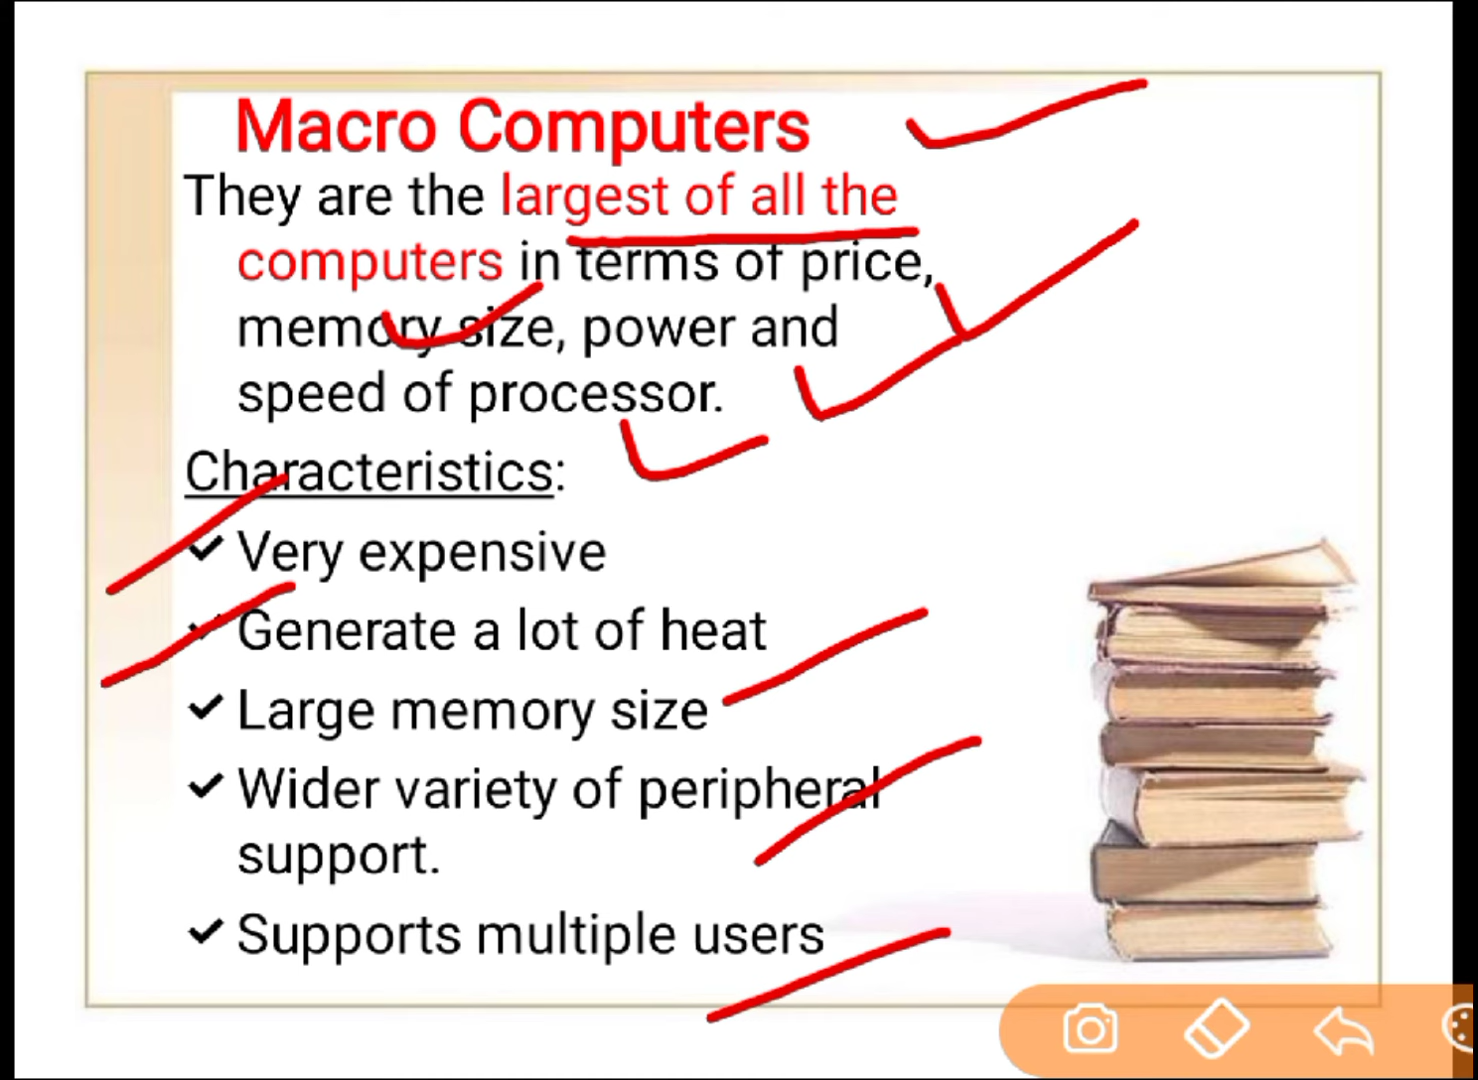 Macro Computers
They are the largest of all the
computers in terms of price,
memory size, power and
speed of processor.
Characteristics:
Very expensive
Generate a lot of heat
Large memory size
Wider variety of peripheral
support.
Supports multiple users